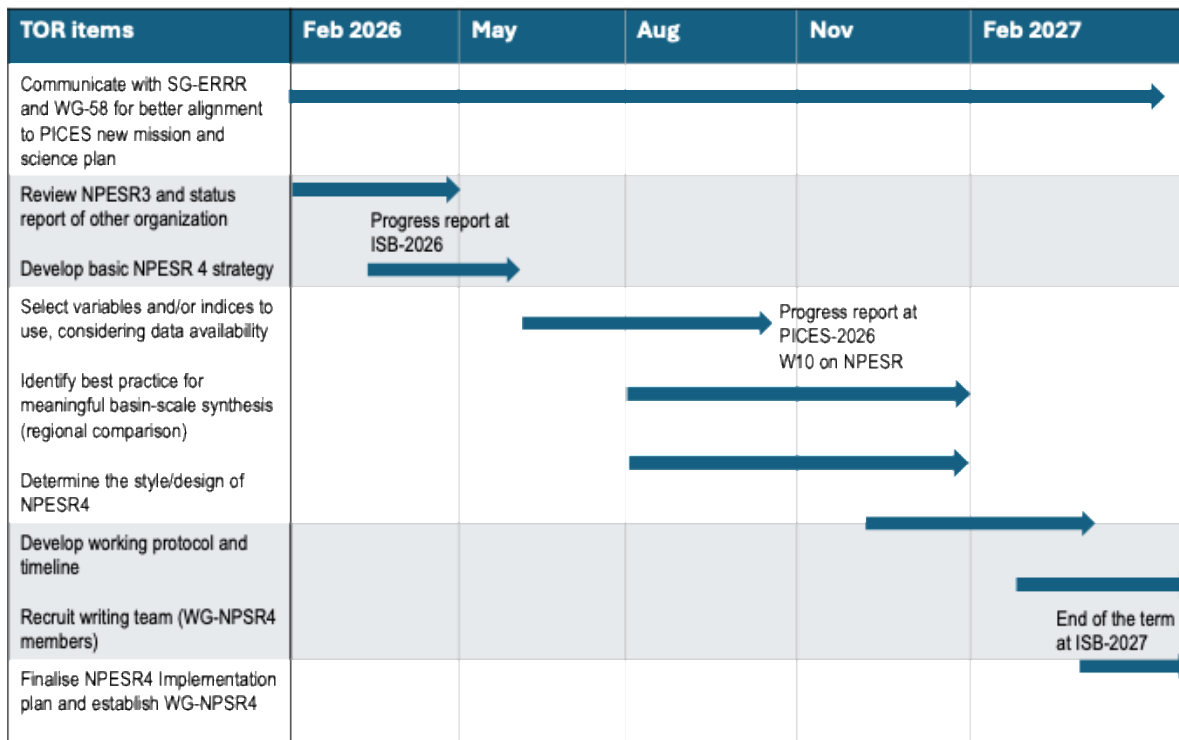 TOR items
Feb 2026
May
Aug
Nov
Feb 2027
Communicate with SG-ERRR
and WG-58 for better alignment
to PICES new mission and
science plan
Review NPESR3 and status
report of other organization
Progress report at
ISB-2026
Develop basic NPESR 4 strategy
Select variables and/or indices to
use, considering data availability
Progress report at
PICES-2026
W10 on NPESR
Identify best practice for
meaningful basin-scale synthesis
(regional comparison)
Determine the style/design of
NPESR4
Develop working protocol and
timeline
Recruit writing team (WG-NPSR4
members)
End of the term
at ISB-2027
Finalise NPESR4 Implementation
plan and establish WG-NPSR4